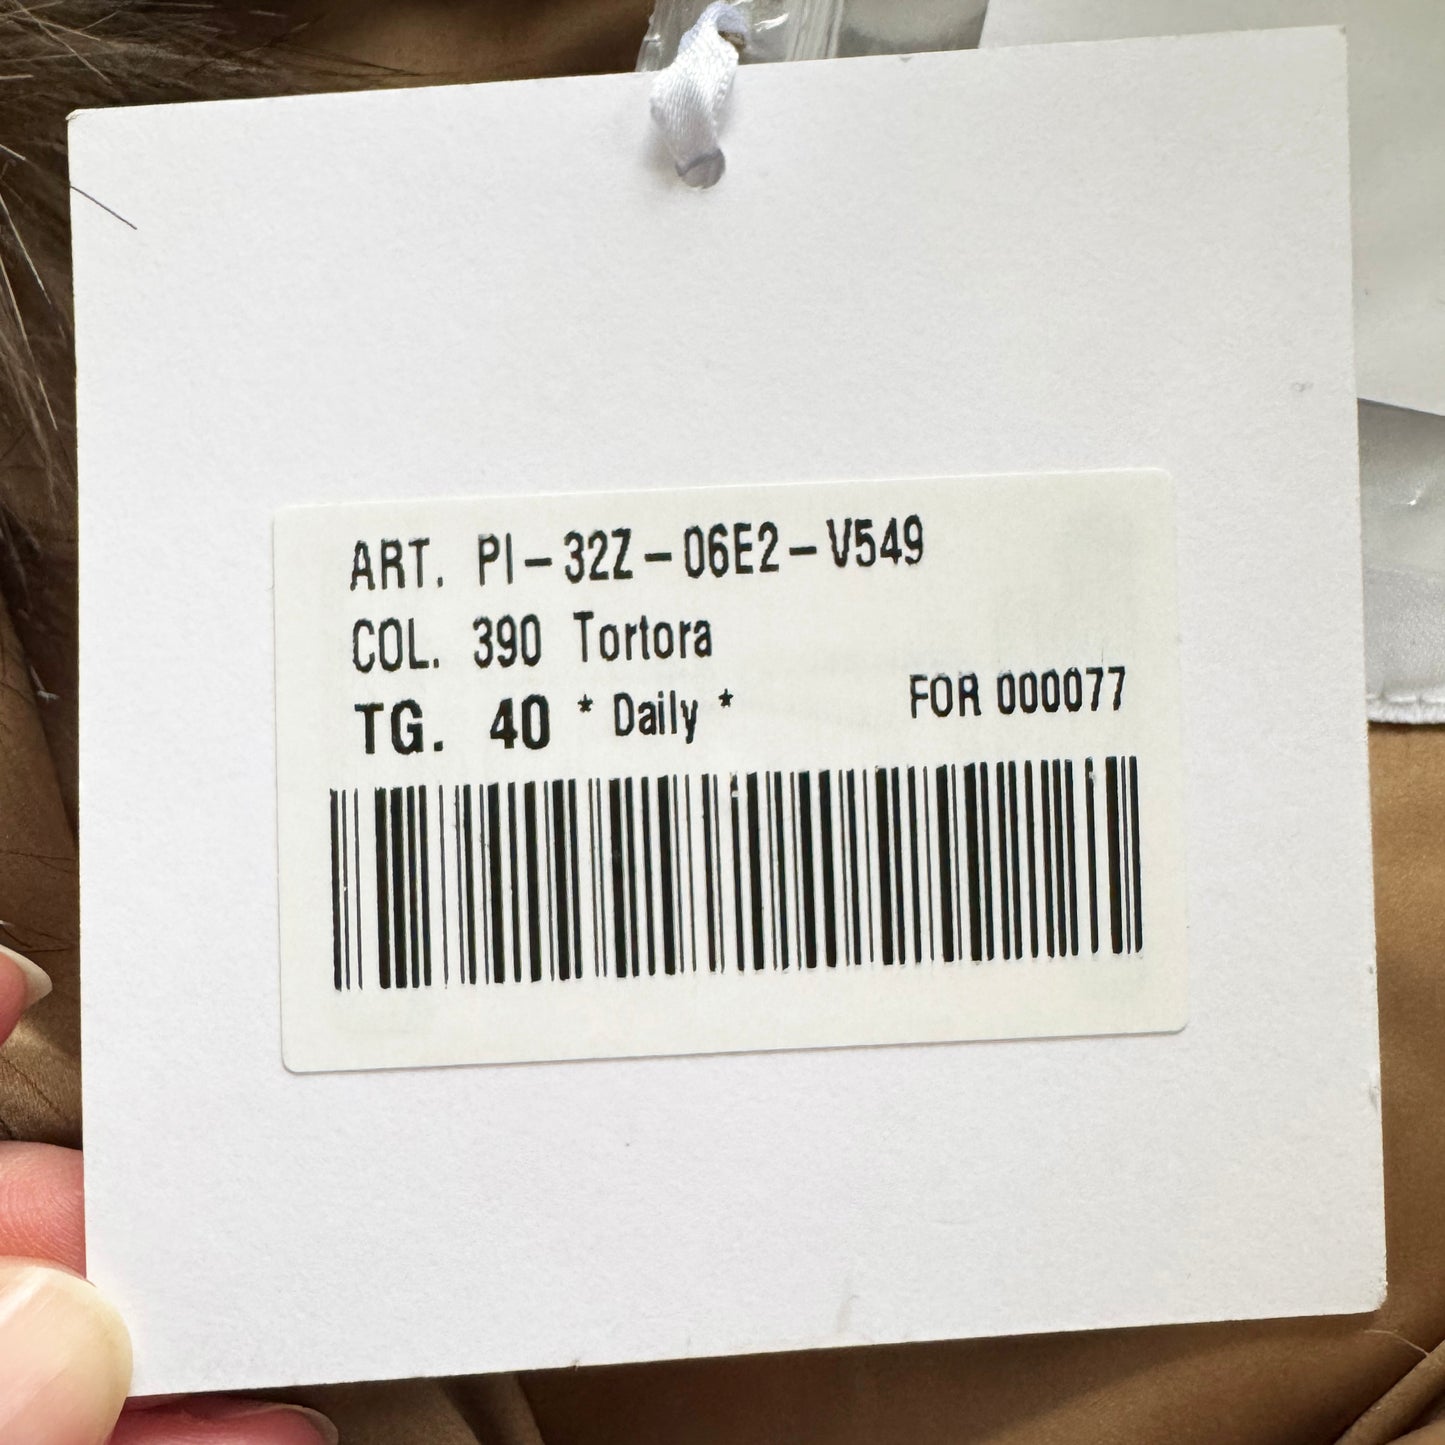 ART. PI-32Z-06E2-V549
COL. 390 Tortora
TG. 40 * Daily * FOR 000077